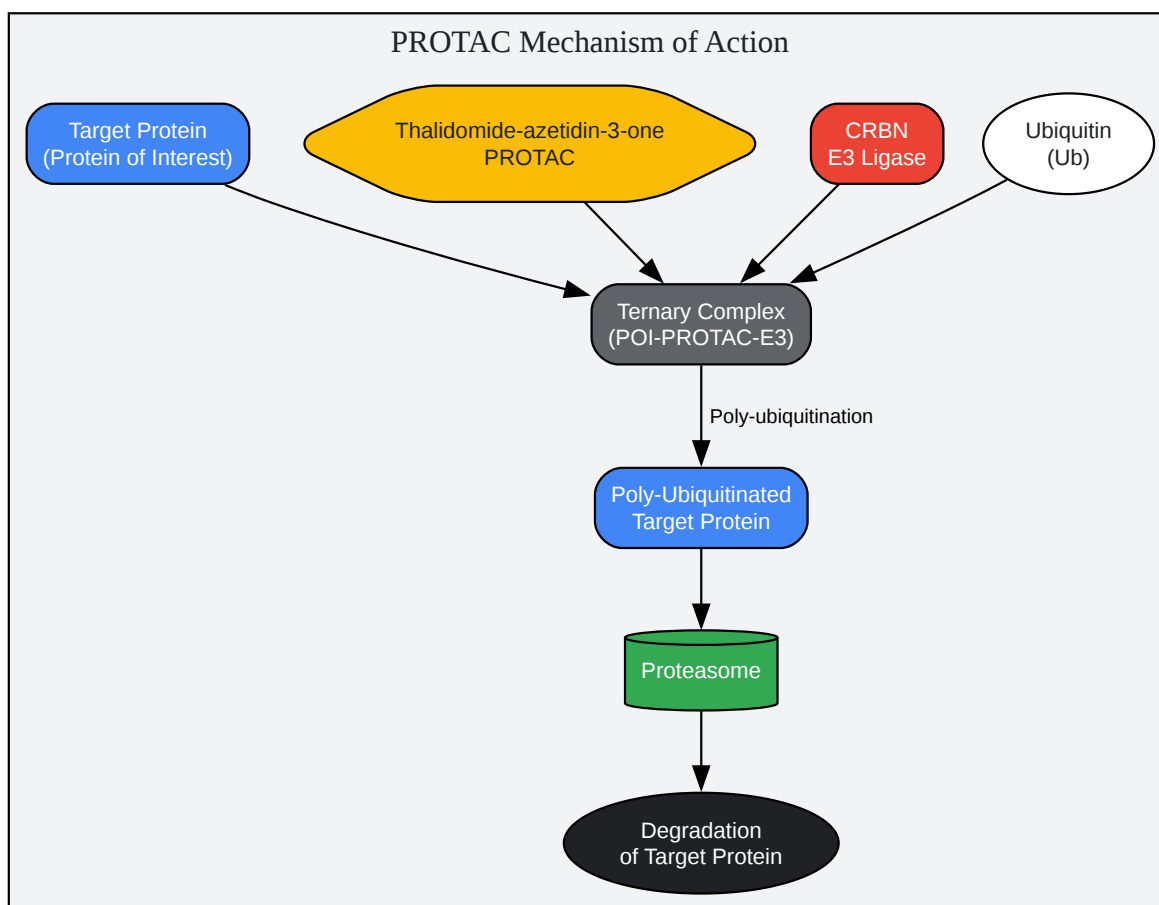 PROTAC Mechanism of Action
Target Protein
(Protein of Interest)
Thalidomide-azetidin-3-one
PROTAC
CRBN
E3 Ligase
Ubiquitin
(Ub)
Ternary Complex
(POI-PROTAC-E3)
Poly-ubiquitination
Poly-Ubiquitinated
Target Protein
Proteasome
Degradation
of Target Protein